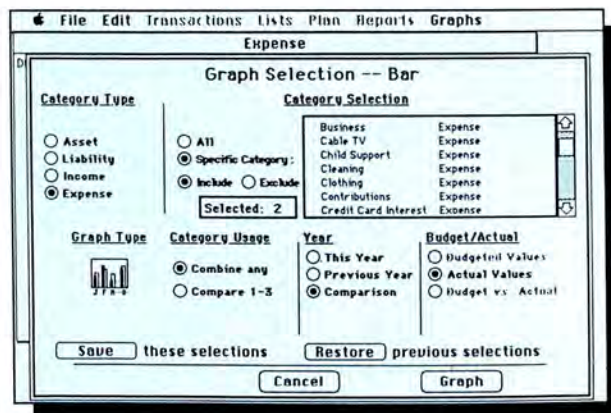 File Edit Transactions Lists Plan Reports Graphs
Expense
Graph Selection -- Bar
Category Type
Category Selection
Asset
Liability
Income
Expense
All
Specific Category:
Include Exclude
Selected: 2
Business Expense
Cable TV Expense
Child Support Expense
Cleaning Expense
Clothing Expense
Contributions Expense
Credit Card Interest Expense
Graph Type
Category Usage
Combine any
Compare 1-3
Year
This Year
Previous Year
Comparison
Budget/Actual
Budgeted Values
Actual Values
Budget vs. Actual
Save these selections
Restore previous selections
Cancel
Graph